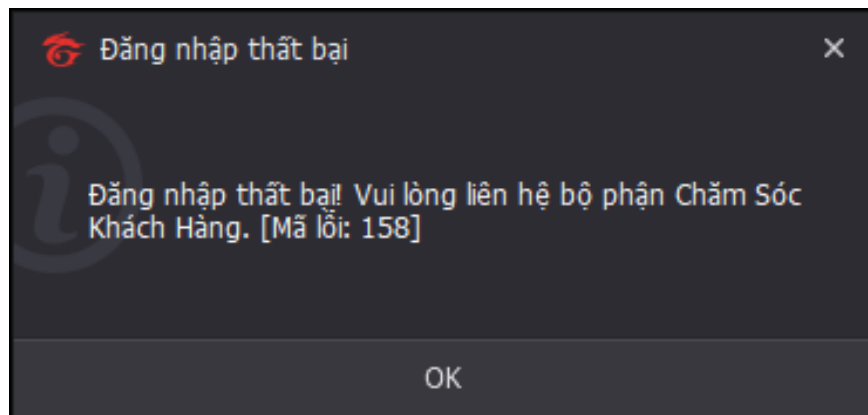 Đăng nhập thất bại
Đăng nhập thất bại! Vui lòng liên hệ bộ phận Chăm Sóc
Khách Hàng. [Mã lỗi: 158]
OK